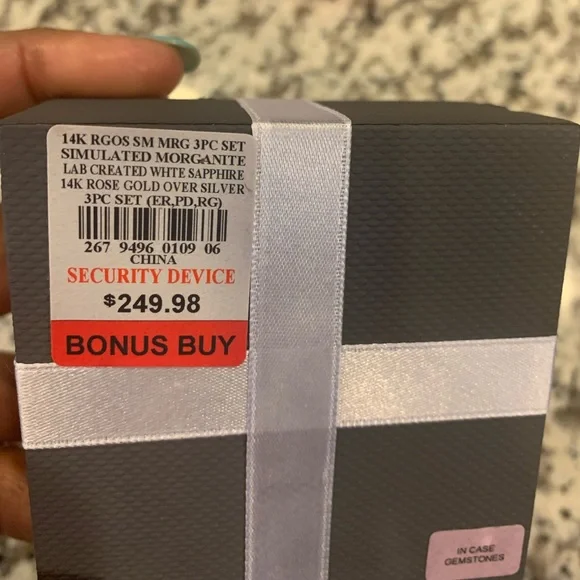 14K RGOS SM MRG 3PC SET
SIMULATED MORGANITE
LAB CREATED WHTE SAPPHIRE
14K ROSE GOLD OVER SILVER
3PC SET (ER,PD,RG)
267 9496 0109 06
CHINA
SECURITY DEVICE
$249.98
BONUS BUY
IN CASE
GEMSTONES